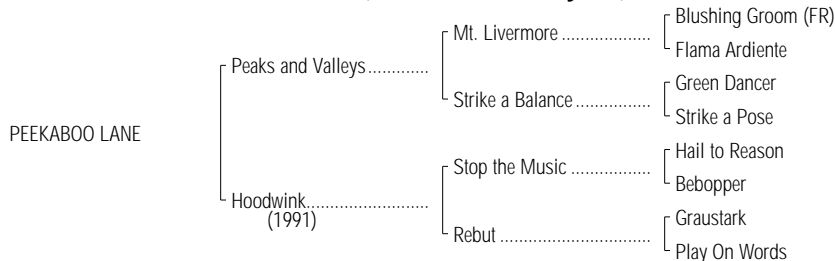 Blushing Groom (FR)
Mt. Livermore ..................
Flama Ardiente
Peaks and Valleys.............
Green Dancer
Strike a Balance...............
Strike a Pose
PEEKABOO LANE
Hail to Reason
Stop the Music ................
Bebopper
Hoodwink.........................
(1991)
Graustark
Rebut ..............................
Play On Words